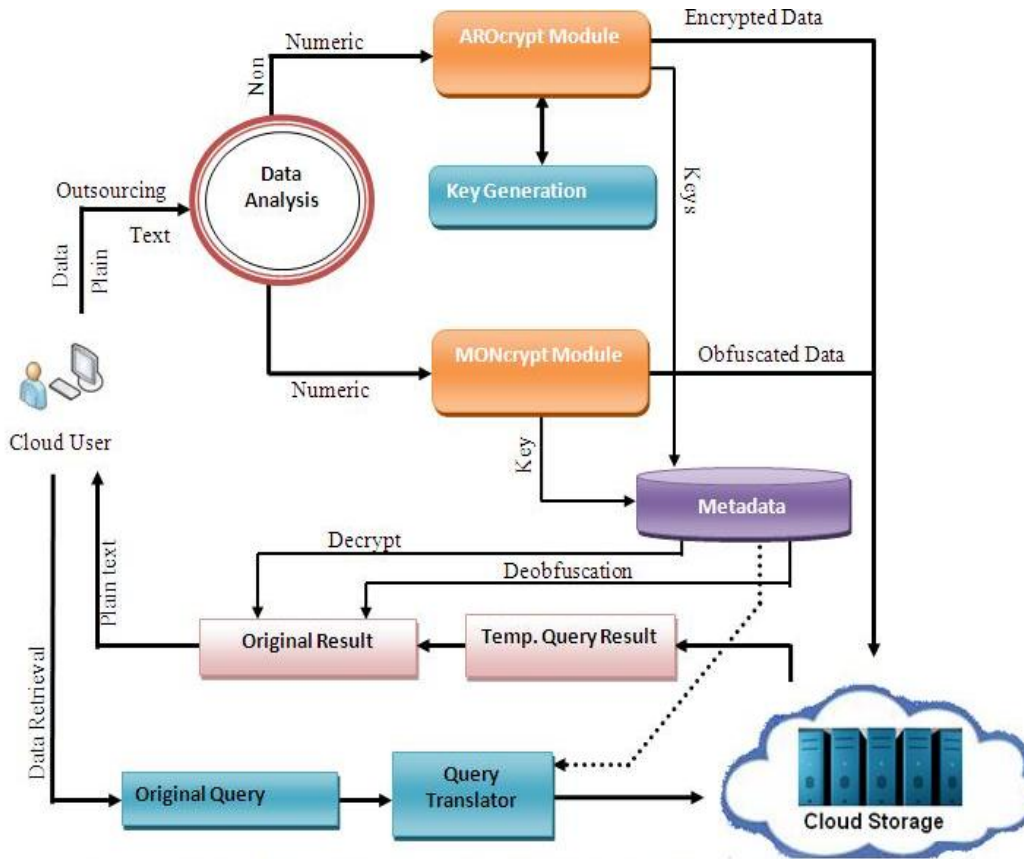 Encrypted Data
AROcrypt Module
Numeric
Non
Data
Analysis
Key Generation
Keys
Outsourcing
Text
Data
Plain
MONcrypt Module
Obfuscated Data
Numeric
Cloud User
Key
Metadata
Decrypt
Deobfuscation
Plain text
Original Result
Temp. Query Result
Data Retrieval
Original Query
Query
Translator
Cloud Storage